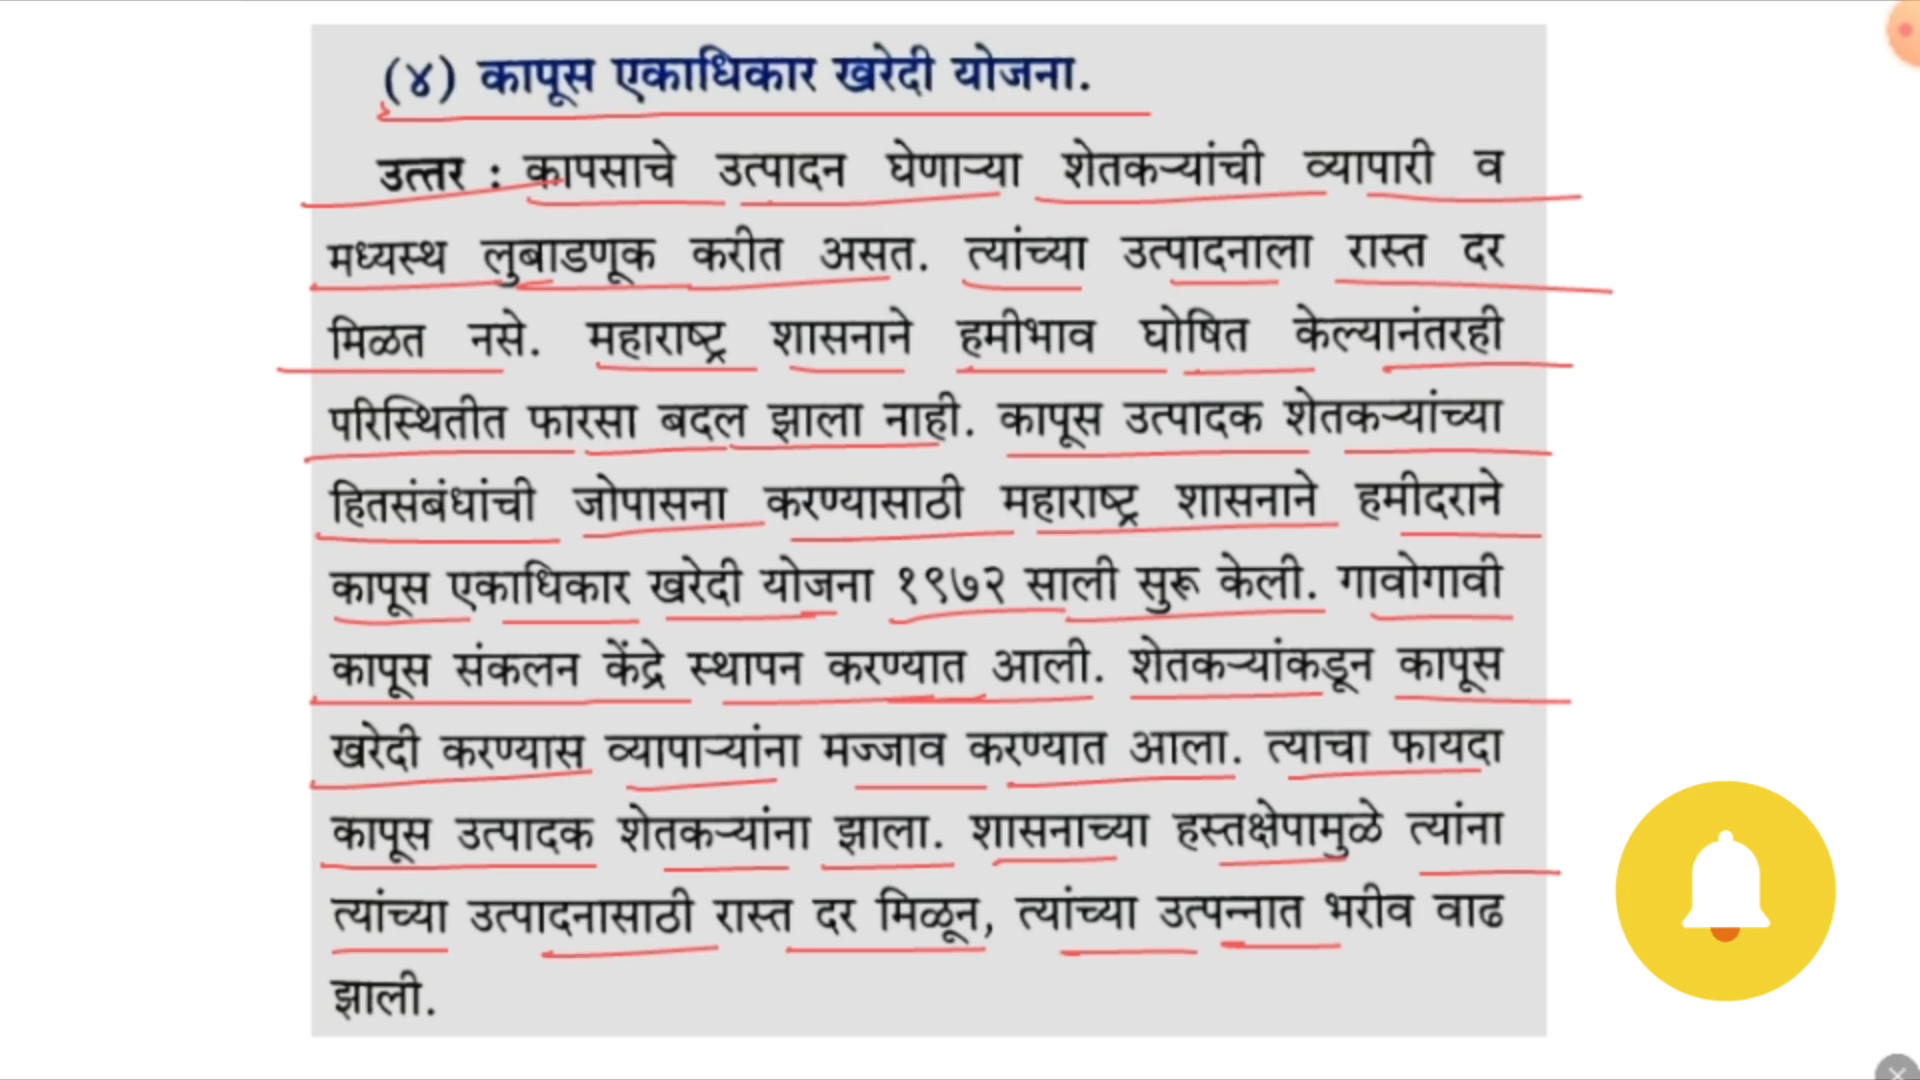 (४) कापूस एकाधिकार खरेदी योजना.
उत्तर : कापसाचे उत्पादन घेणाऱ्या शेतकऱ्यांची व्यापारी व
मध्यस्थ लुबाडणूक करीत असत. त्यांच्या उत्पादनाला रास्त दर
मिळत नसे. महाराष्ट्र शासनाने हमीभाव घोषित केल्यानंतरही
परिस्थितीत फारसा बदल झाला नाही. कापूस उत्पादक शेतकऱ्यांच्या
हितसंबंधांची जोपासना करण्यासाठी महाराष्ट्र शासनाने हमीदराने
कापूस एकाधिकार खरेदी योजना १९७२ साली सुरू केली. गावोगावी
कापूस संकलन केंद्रे स्थापन करण्यात आली. शेतकऱ्यांकडून कापूस
खरेदी करण्यास व्यापाऱ्यांना मज्जाव करण्यात आला. त्याचा फायदा
कापूस उत्पादक शेतकऱ्यांना झाला. शासनाच्या हस्तक्षेपामुळे त्यांना
त्यांच्या उत्पादनासाठी रास्त दर मिळून, त्यांच्या उत्पन्नात भरीव वाढ
झाली.